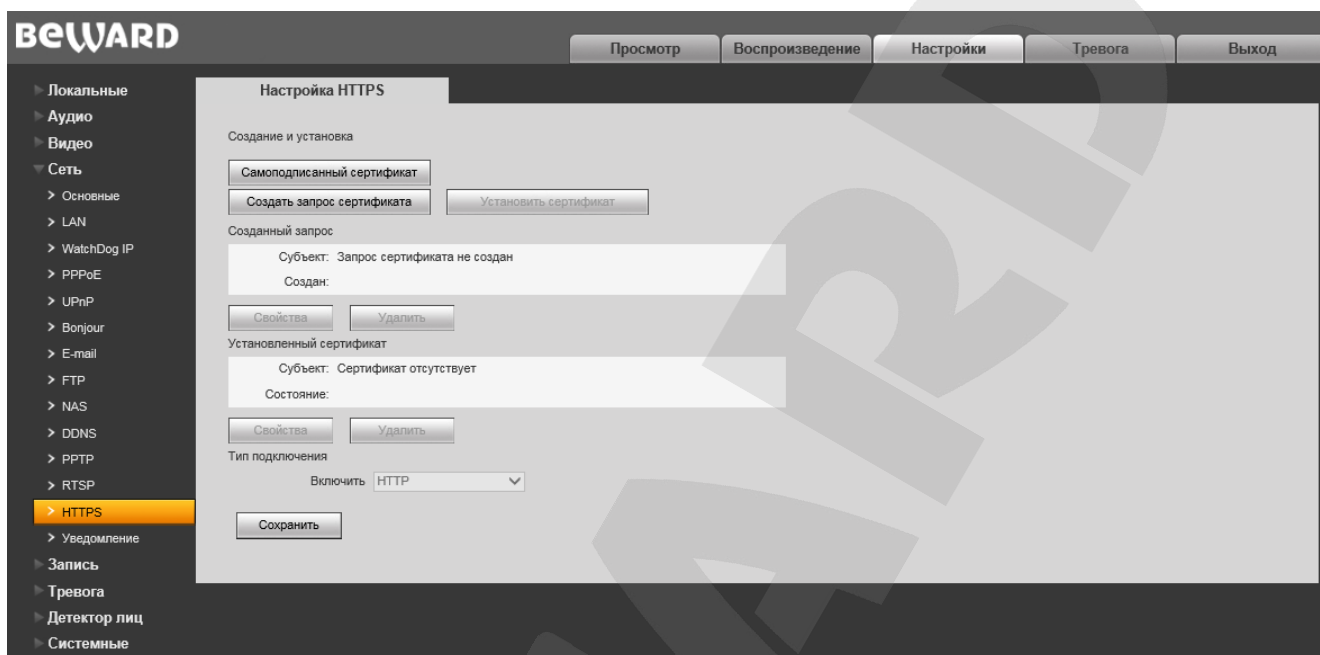 BEWARD
Просмотр Воспроизведение Настройки Тревога Выход
Локальные
Аудио
Видео
Сеть
Основные
LAN
WatchDog IP
PPPoE
UPnP
Bonjour
E-mail
FTP
NAS
DDNS
PPTP
RTSP
HTTPS
Уведомление
Запись
Тревога
Детектор лиц
Системные
Настройка HTTPS
Создание и установка
Самоподписанный сертификат
Создать запрос сертификата Установить сертификат
Созданный запрос
Субъект: Запрос сертификата не создан
Создан:
Свойства Удалить
Установленный сертификат
Субъект: Сертификат отсутствует
Состояние:
Свойства Удалить
Тип подключения
Включить HTTP
Сохранить
WARD